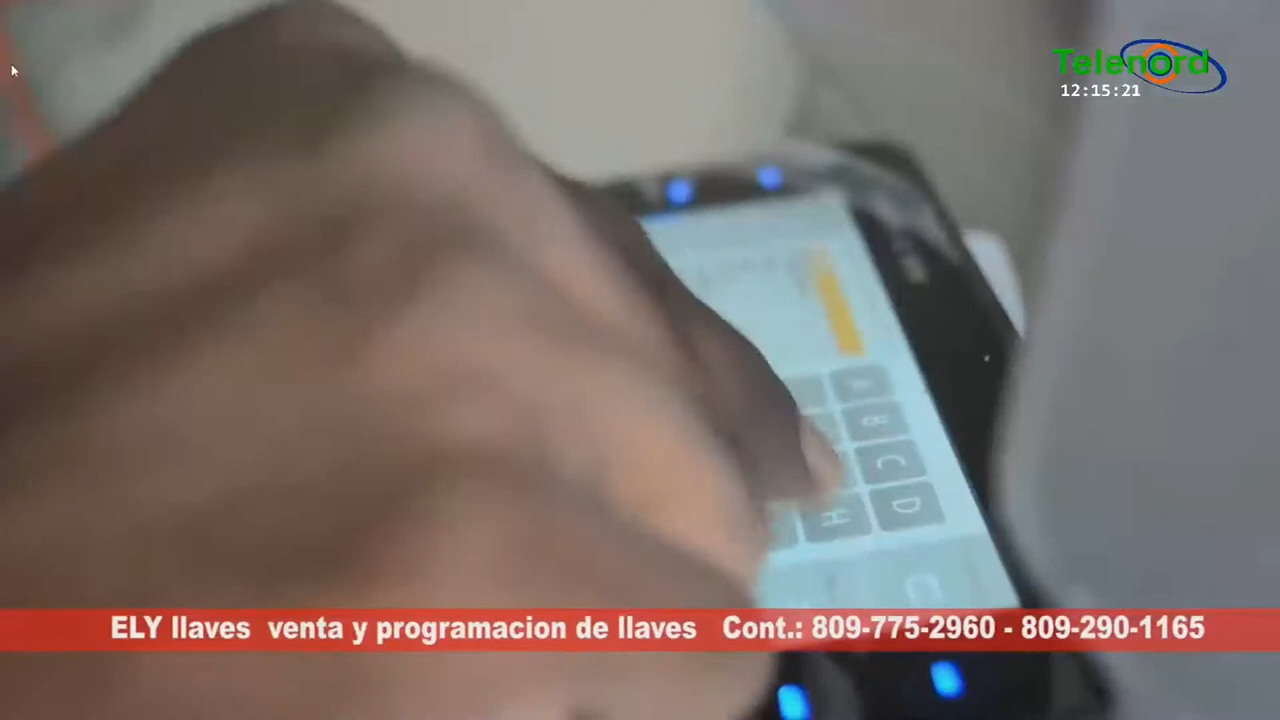 Telenord
12:15:21
A
B
C
D
H
ELY llaves venta y programacion de llaves Cont.: 809-775-2960 - 809-290-1165